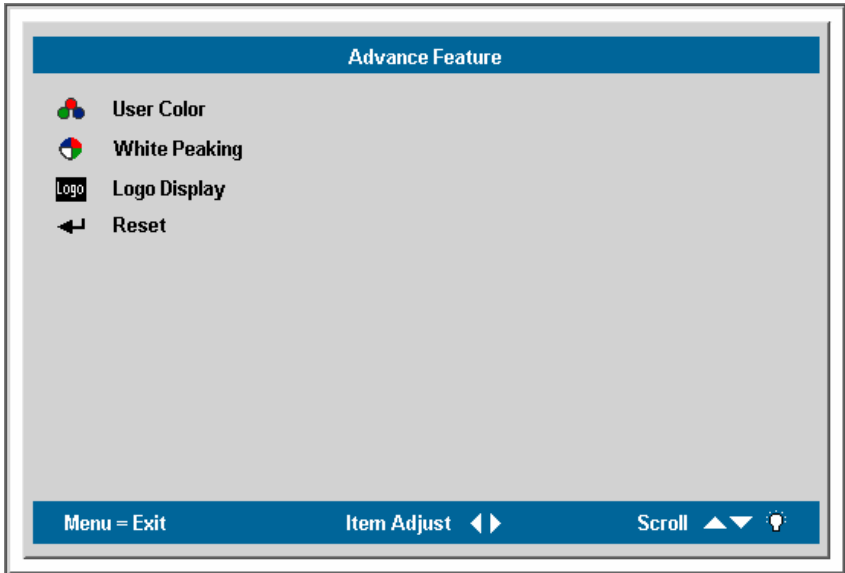 Advance Feature
User Color
White Peaking
Logo Logo Display
Reset
Menu = Exit Item Adjust Scroll